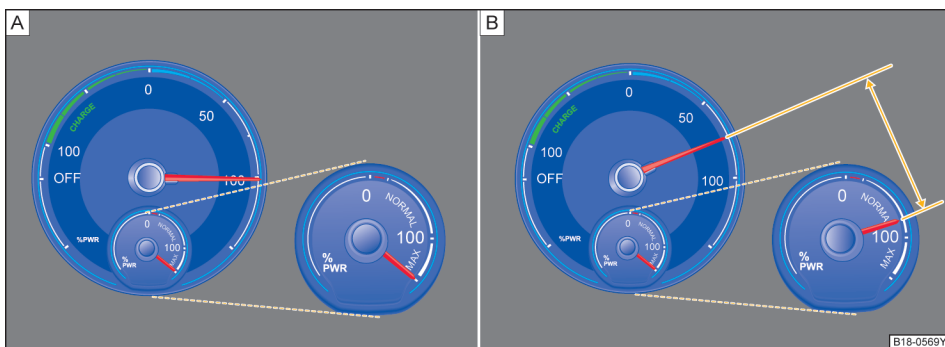 A
0
50
100
OFF
100
CHARGE
%PWR
0
NORMAL
100
MAX
%
PWR
0
NORMAL
100
MAX
%
PWR
B
0
50
100
OFF
100
CHARGE
%PWR
0
NORMAL
100
MAX
%
PWR
0
NORMAL
100
MAX
%
PWR
B18-0569Y